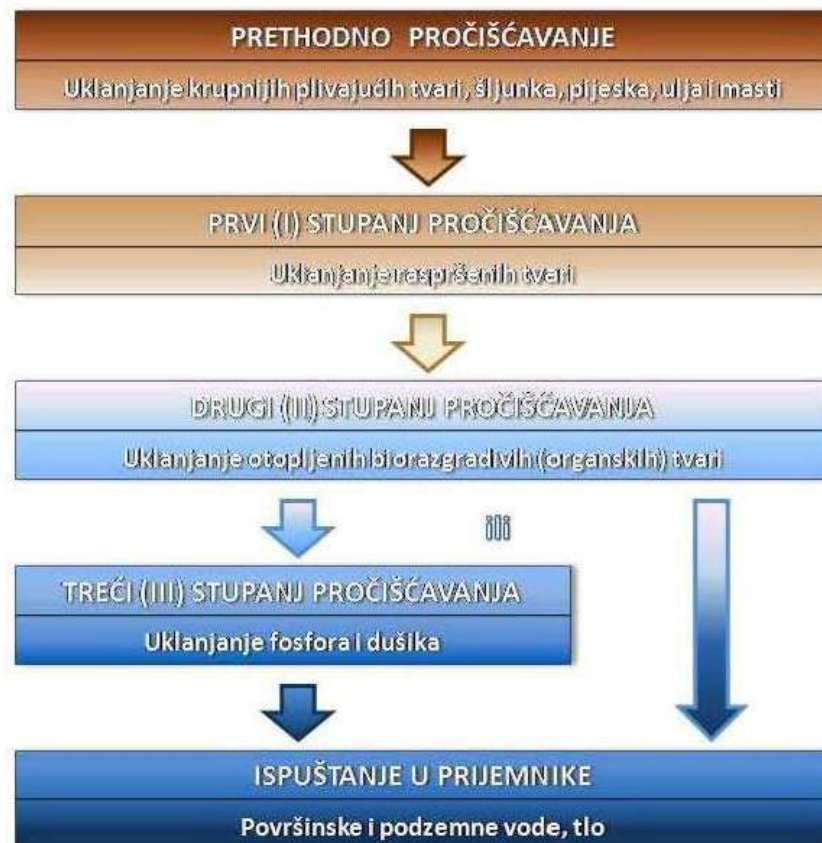 PRETHODNO PROČIŠĆAVANJE
Uklanjanje krupnijih plivajućih tvari, šljunka, pijeska, ulja i masti
PRVI (I) STUPANJ PROČIŠĆAVANJA
Uklanjanje raspršenih tvari
DRUGI (II) STUPANJ PROČIŠĆAVANJA
Uklanjanje otopljenih biorazgradivih (organskih) tvari
ili
TREĆI (III) STUPANJ PROČIŠĆAVANJA
Uklanjanje fosfora i dušika
ISPUŠTANJE U PRIJEMNIKE
Površinske i podzemne vode, tlo